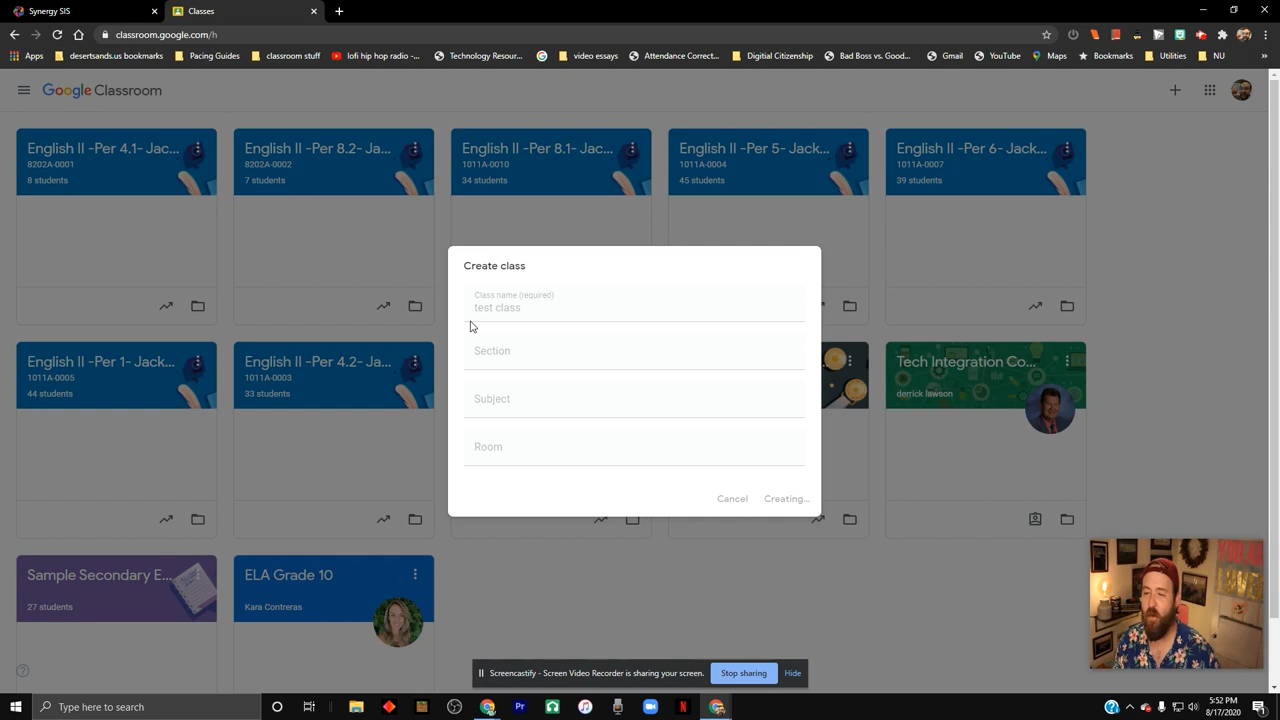 Synergy SIS
Classes
classroom.google.com/h
Apps
desertsands.us bookmarks
Pacing Guides
classroom stuff
lofi hip hop radio -...
Technology Resour...
video essays
Attendance Correct...
Digital Citizenship
Bad Boss vs. Good...
Gmail
YouTube
Maps
Bookmarks
Utilities
NU
Google Classroom
English II -Per 4.1- Jac...
8202A-0001
8 students
English II -Per 8.2- Ja...
8202A-0002
7 students
English II -Per 8.1- Jac...
1011A-0010
34 students
English II -Per 5- Jack...
1011A-0004
45 students
English II -Per 6- Jack...
1011A-0007
39 students
Create class
Class name (required)
test class
Section
Subject
Room
Cancel
Creating...
English II -Per 1- Jack...
1011A-0005
44 students
English II -Per 4.2- Jac...
1011A-0003
33 students
Tech Integration Co...
derrick lawson
Sample Secondary E...
27 students
ELA Grade 10
Kara Contreras
Screencastify - Screen Video Recorder is sharing your screen.
Stop sharing
Hide
Type here to search
5:52 PM
8/17/2020